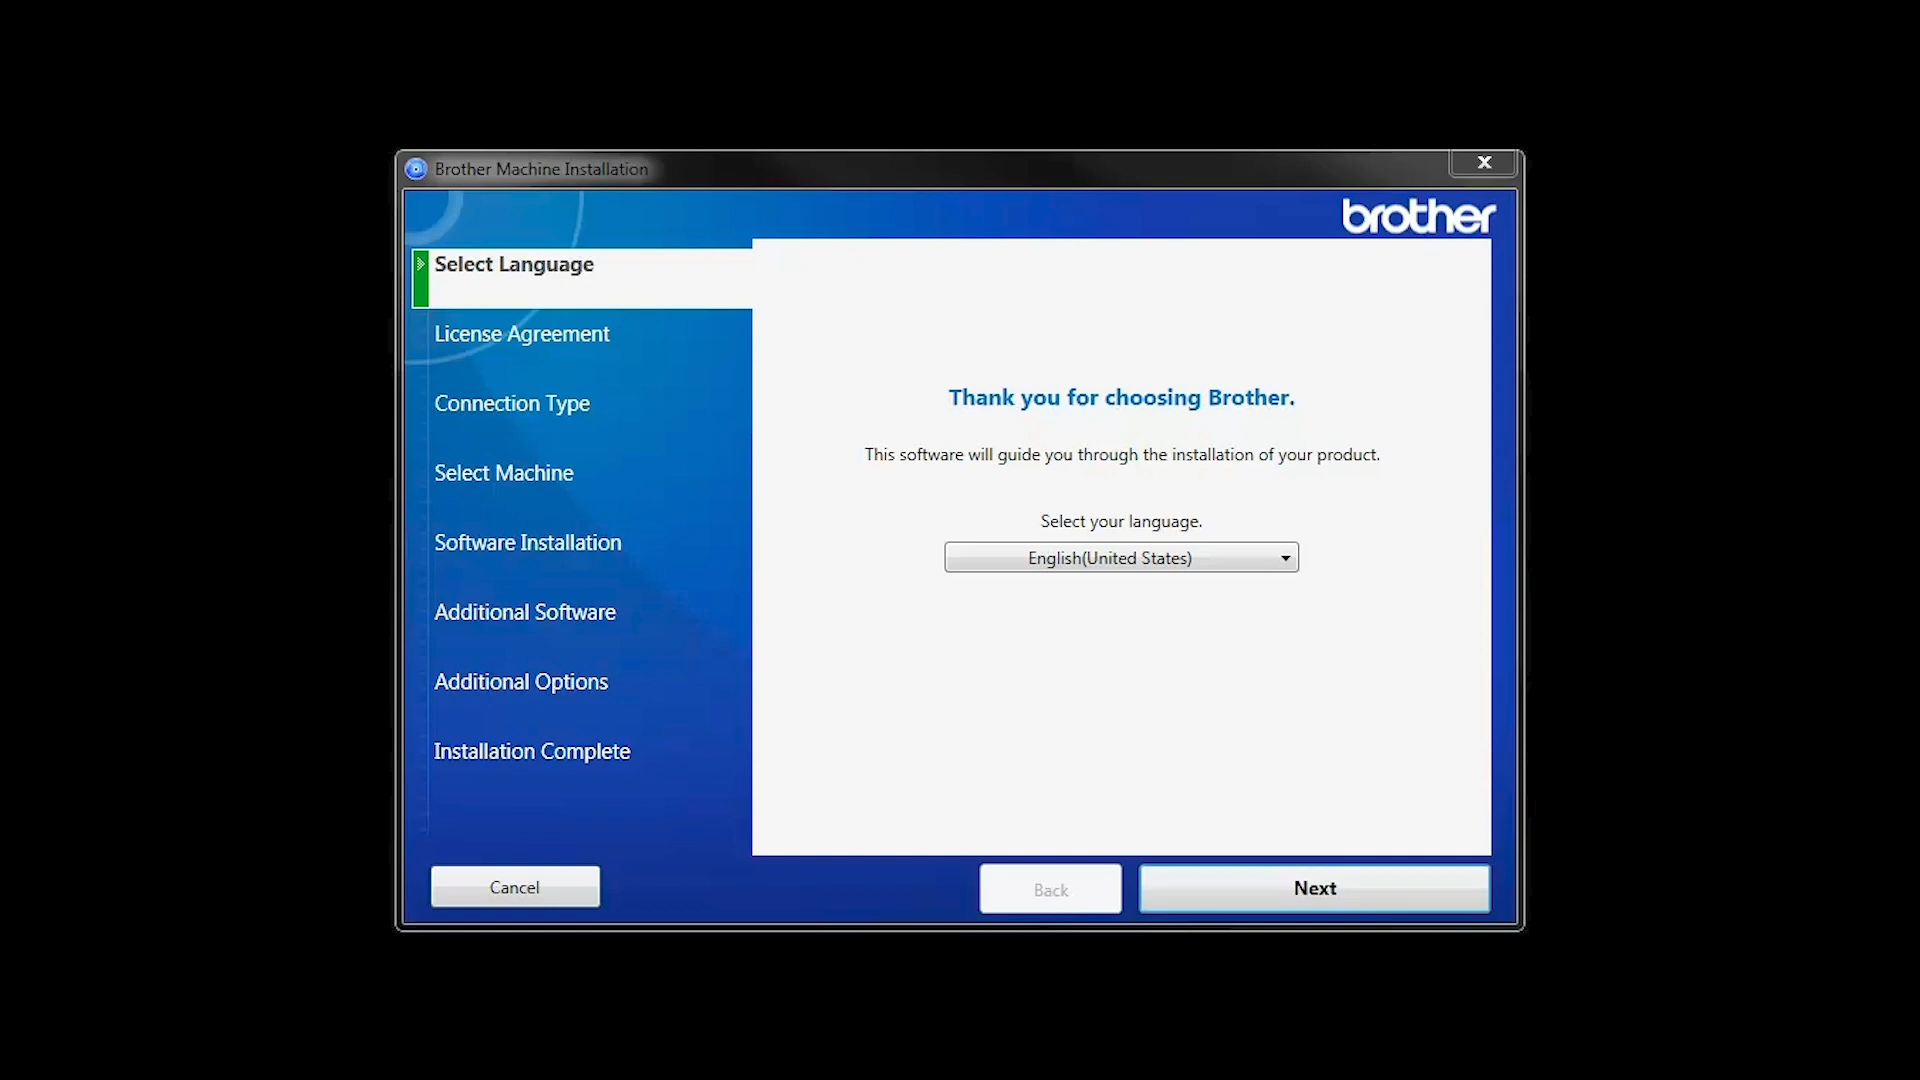 Brother Machine Installation
X
brother
Select Language
License Agreement
Connection Type
Select Machine
Software Installation
Additional Software
Additional Options
Installation Complete
Thank you for choosing Brother.
This software will guide you through the installation of your product.
Select your language.
English(United States)
Cancel
Back
Next